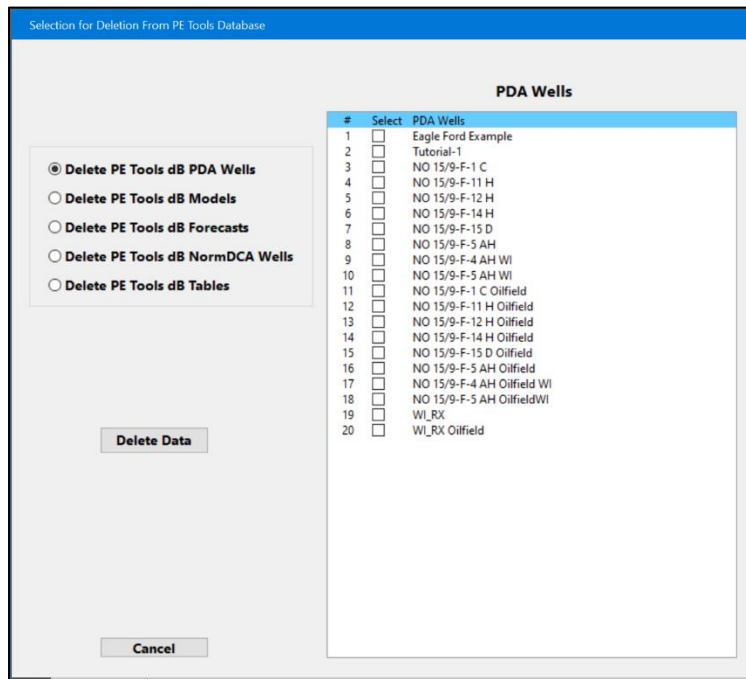 Selection for Deletion From PE Tools Database
PDA Wells
# Select PDA Wells
1 Eagle Ford Example
2 Tutorial-1
3 NO 15/9-F-1 C
4 NO 15/9-F-11 H
5 NO 15/9-F-12 H
6 NO 15/9-F-14 H
7 NO 15/9-F-15 D
8 NO 15/9-F-5 AH
9 NO 15/9-F-4 AH WI
10 NO 15/9-F-5 AH WI
11 NO 15/9-F-1 C Oilfield
12 NO 15/9-F-11 H Oilfield
13 NO 15/9-F-12 H Oilfield
14 NO 15/9-F-14 H Oilfield
15 NO 15/9-F-15 D Oilfield
16 NO 15/9-F-5 AH Oilfield
17 NO 15/9-F-4 AH Oilfield WI
18 NO 15/9-F-5 AH OilfieldWI
19 WI_RX
20 WI_RX Oilfield
Delete PE Tools dB PDA Wells
Delete PE Tools dB Models
Delete PE Tools dB Forecasts
Delete PE Tools dB NormDCA Wells
Delete PE Tools dB Tables
Delete Data
Cancel